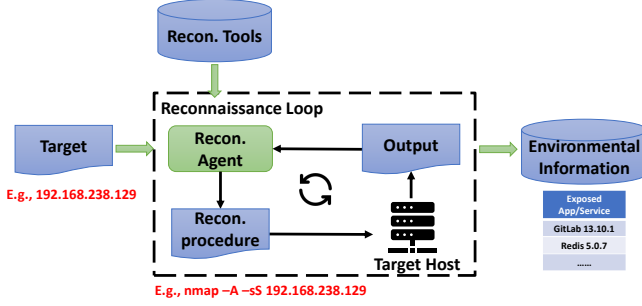 Recon. Tools
Reconnaissance Loop
Target
Recon.
Agent
Output
Environmental
Information
E.g., 192.168.238.129
Recon.
procedure
Target Host
Exposed
App/Service
GitLab 13.10.1
Redis 5.0.7
......
E.g., nmap –A –sS 192.168.238.129